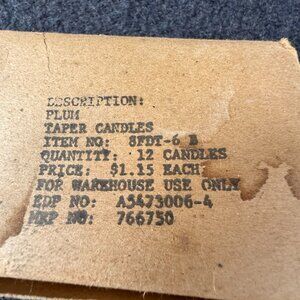 DESCRIPTION:
PLUM
TAPER CANDLES
ITEM NO: 8FDT-6 B
QUANTITY: 12 CANDLES
PRICE: $1.15 EACH
FOR WAREHOUSE USE ONLY
EDP NO: A5473006-4
MKP NO: 766750